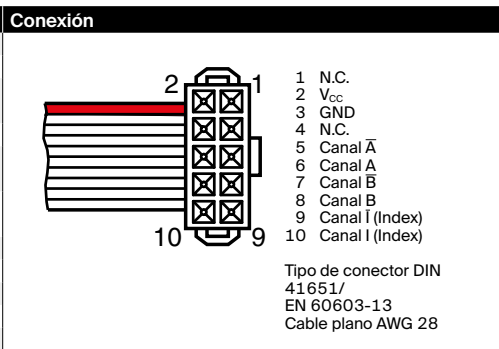 Conexión
2 1
10 9
1 N.C.
2 Vcc
3 GND
4 N.C.
5 Canal A̅
6 Canal A
7 Canal B̅
8 Canal B
9 Canal I̅ (Index)
10 Canal I (Index)
Tipo de conector DIN
41651/
EN 60603-13
Cable plano AWG 28